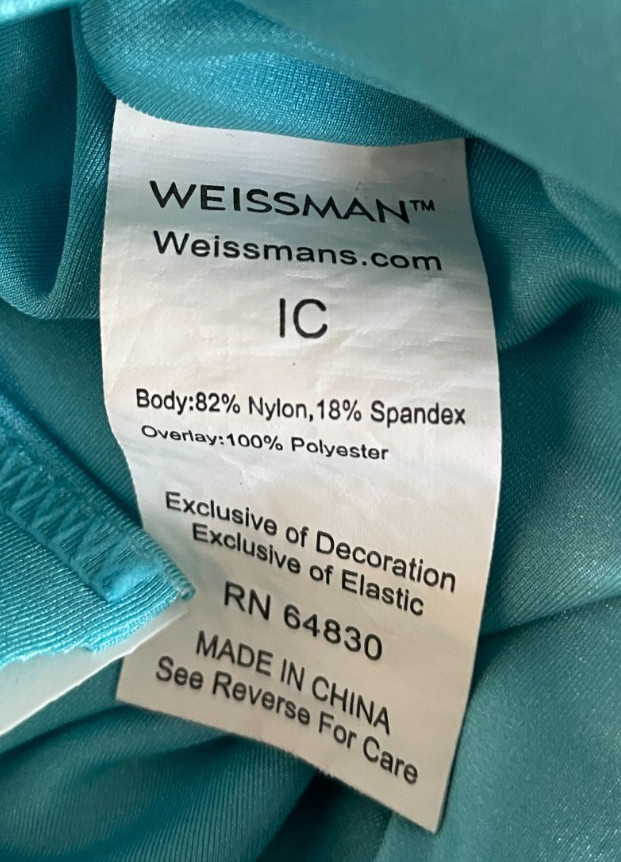 WEISSMAN™
Weissmans.com
IC
Body:82% Nylon,18% Spandex
Overlay:100% Polyester
Exclusive of Decoration
Exclusive of Elastic
RN 64830
MADE IN CHINA
See Reverse For Care